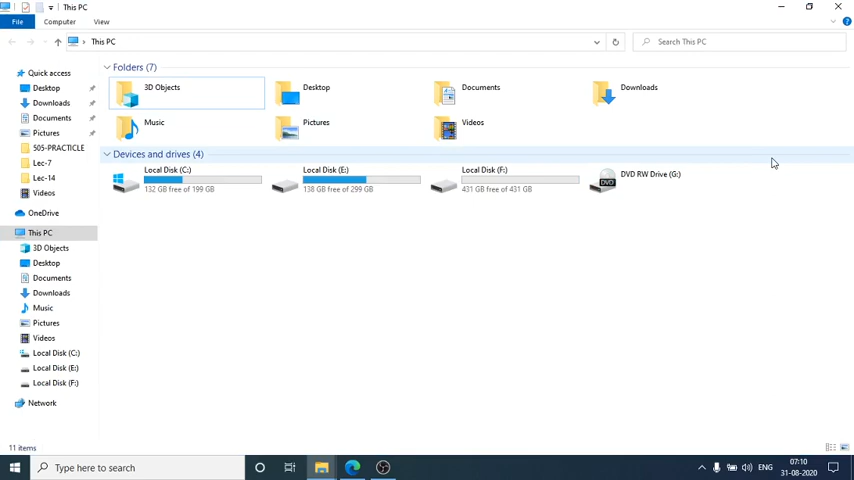 This PC
File Computer View
This PC
Search This PC
Quick access
Desktop
Downloads
Documents
Pictures
505-PRACTICLE
Lec-7
Lec-14
Videos
OneDrive
This PC
3D Objects
Desktop
Documents
Downloads
Music
Pictures
Videos
Local Disk (C:)
Local Disk (E:)
Local Disk (F:)
Network
Folders (7)
3D Objects
Desktop
Documents
Downloads
Music
Pictures
Videos
Devices and drives (4)
Local Disk (C:)
132 GB free of 199 GB
Local Disk (E:)
138 GB free of 299 GB
Local Disk (F:)
431 GB free of 431 GB
DVD RW Drive (G:)
DVD
11 items
Type here to search
ENG
07:10
31-08-2020